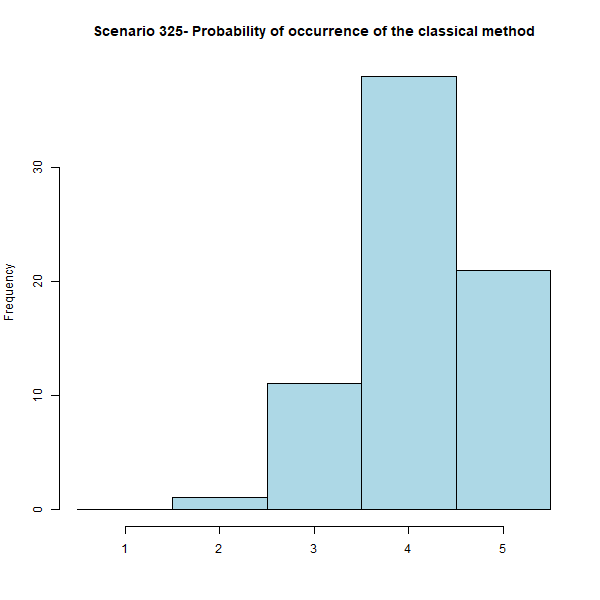 Scenario 325- Probability of occurrence of the classical method
Frequency
30
20
10
0
1 2 3 4 5